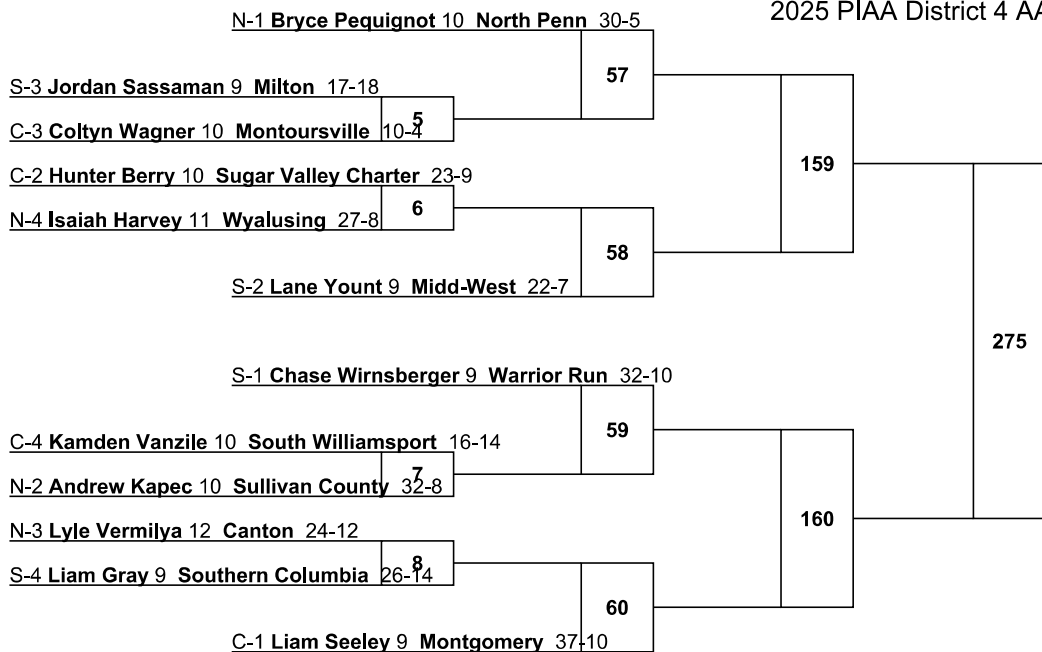 2025 PIAA District 4 AA
N-1 Bryce Pequignot 10 North Penn 30-5
57
S-3 Jordan Sassaman 9 Milton 17-18
5
C-3 Coltyn Wagner 10 Montoursville 10-4
159
C-2 Hunter Berry 10 Sugar Valley Charter 23-9
6
N-4 Isaiah Harvey 11 Wyalusing 27-8
58
S-2 Lane Yount 9 Midd-West 22-7
275
S-1 Chase Wirnsberger 9 Warrior Run 32-10
59
C-4 Kamden Vanzile 10 South Williamsport 16-14
7
N-2 Andrew Kapec 10 Sullivan County 32-8
160
N-3 Lyle Vermilya 12 Canton 24-12
8
S-4 Liam Gray 9 Southern Columbia 26-14
60
C-1 Liam Seeley 9 Montgomery 37-10